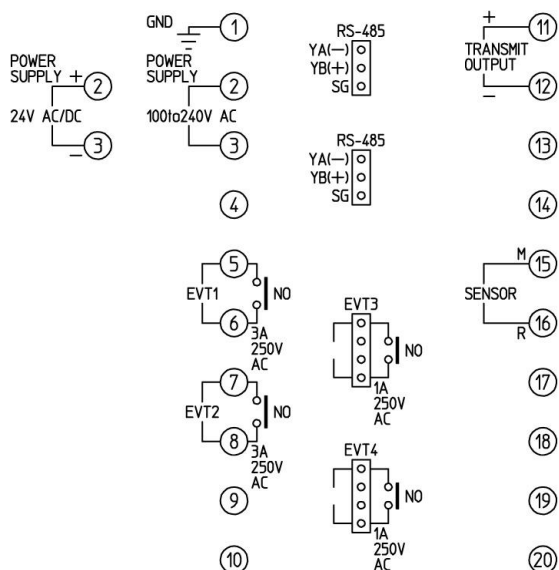 GND
1
POWER
SUPPLY +
2
24V AC/DC
3
−
POWER
SUPPLY
2
100to240V AC
3
4
5
EVT1
NO
6
3A
250V
AC
7
EVT2
NO
8
3A
250V
AC
9
10
RS-485
YA(−)
YB(+)
SG
RS-485
YA(−)
YB(+)
SG
EVT3
NO
1A
250V
AC
EVT4
NO
1A
250V
AC
+
11
TRANSMIT
OUTPUT
−
12
13
14
M
15
SENSOR
R
16
17
18
19
20